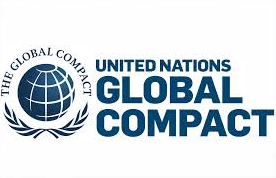 THE GLOBAL COMPACT
UNITED NATIONS
GLOBAL
COMPACT